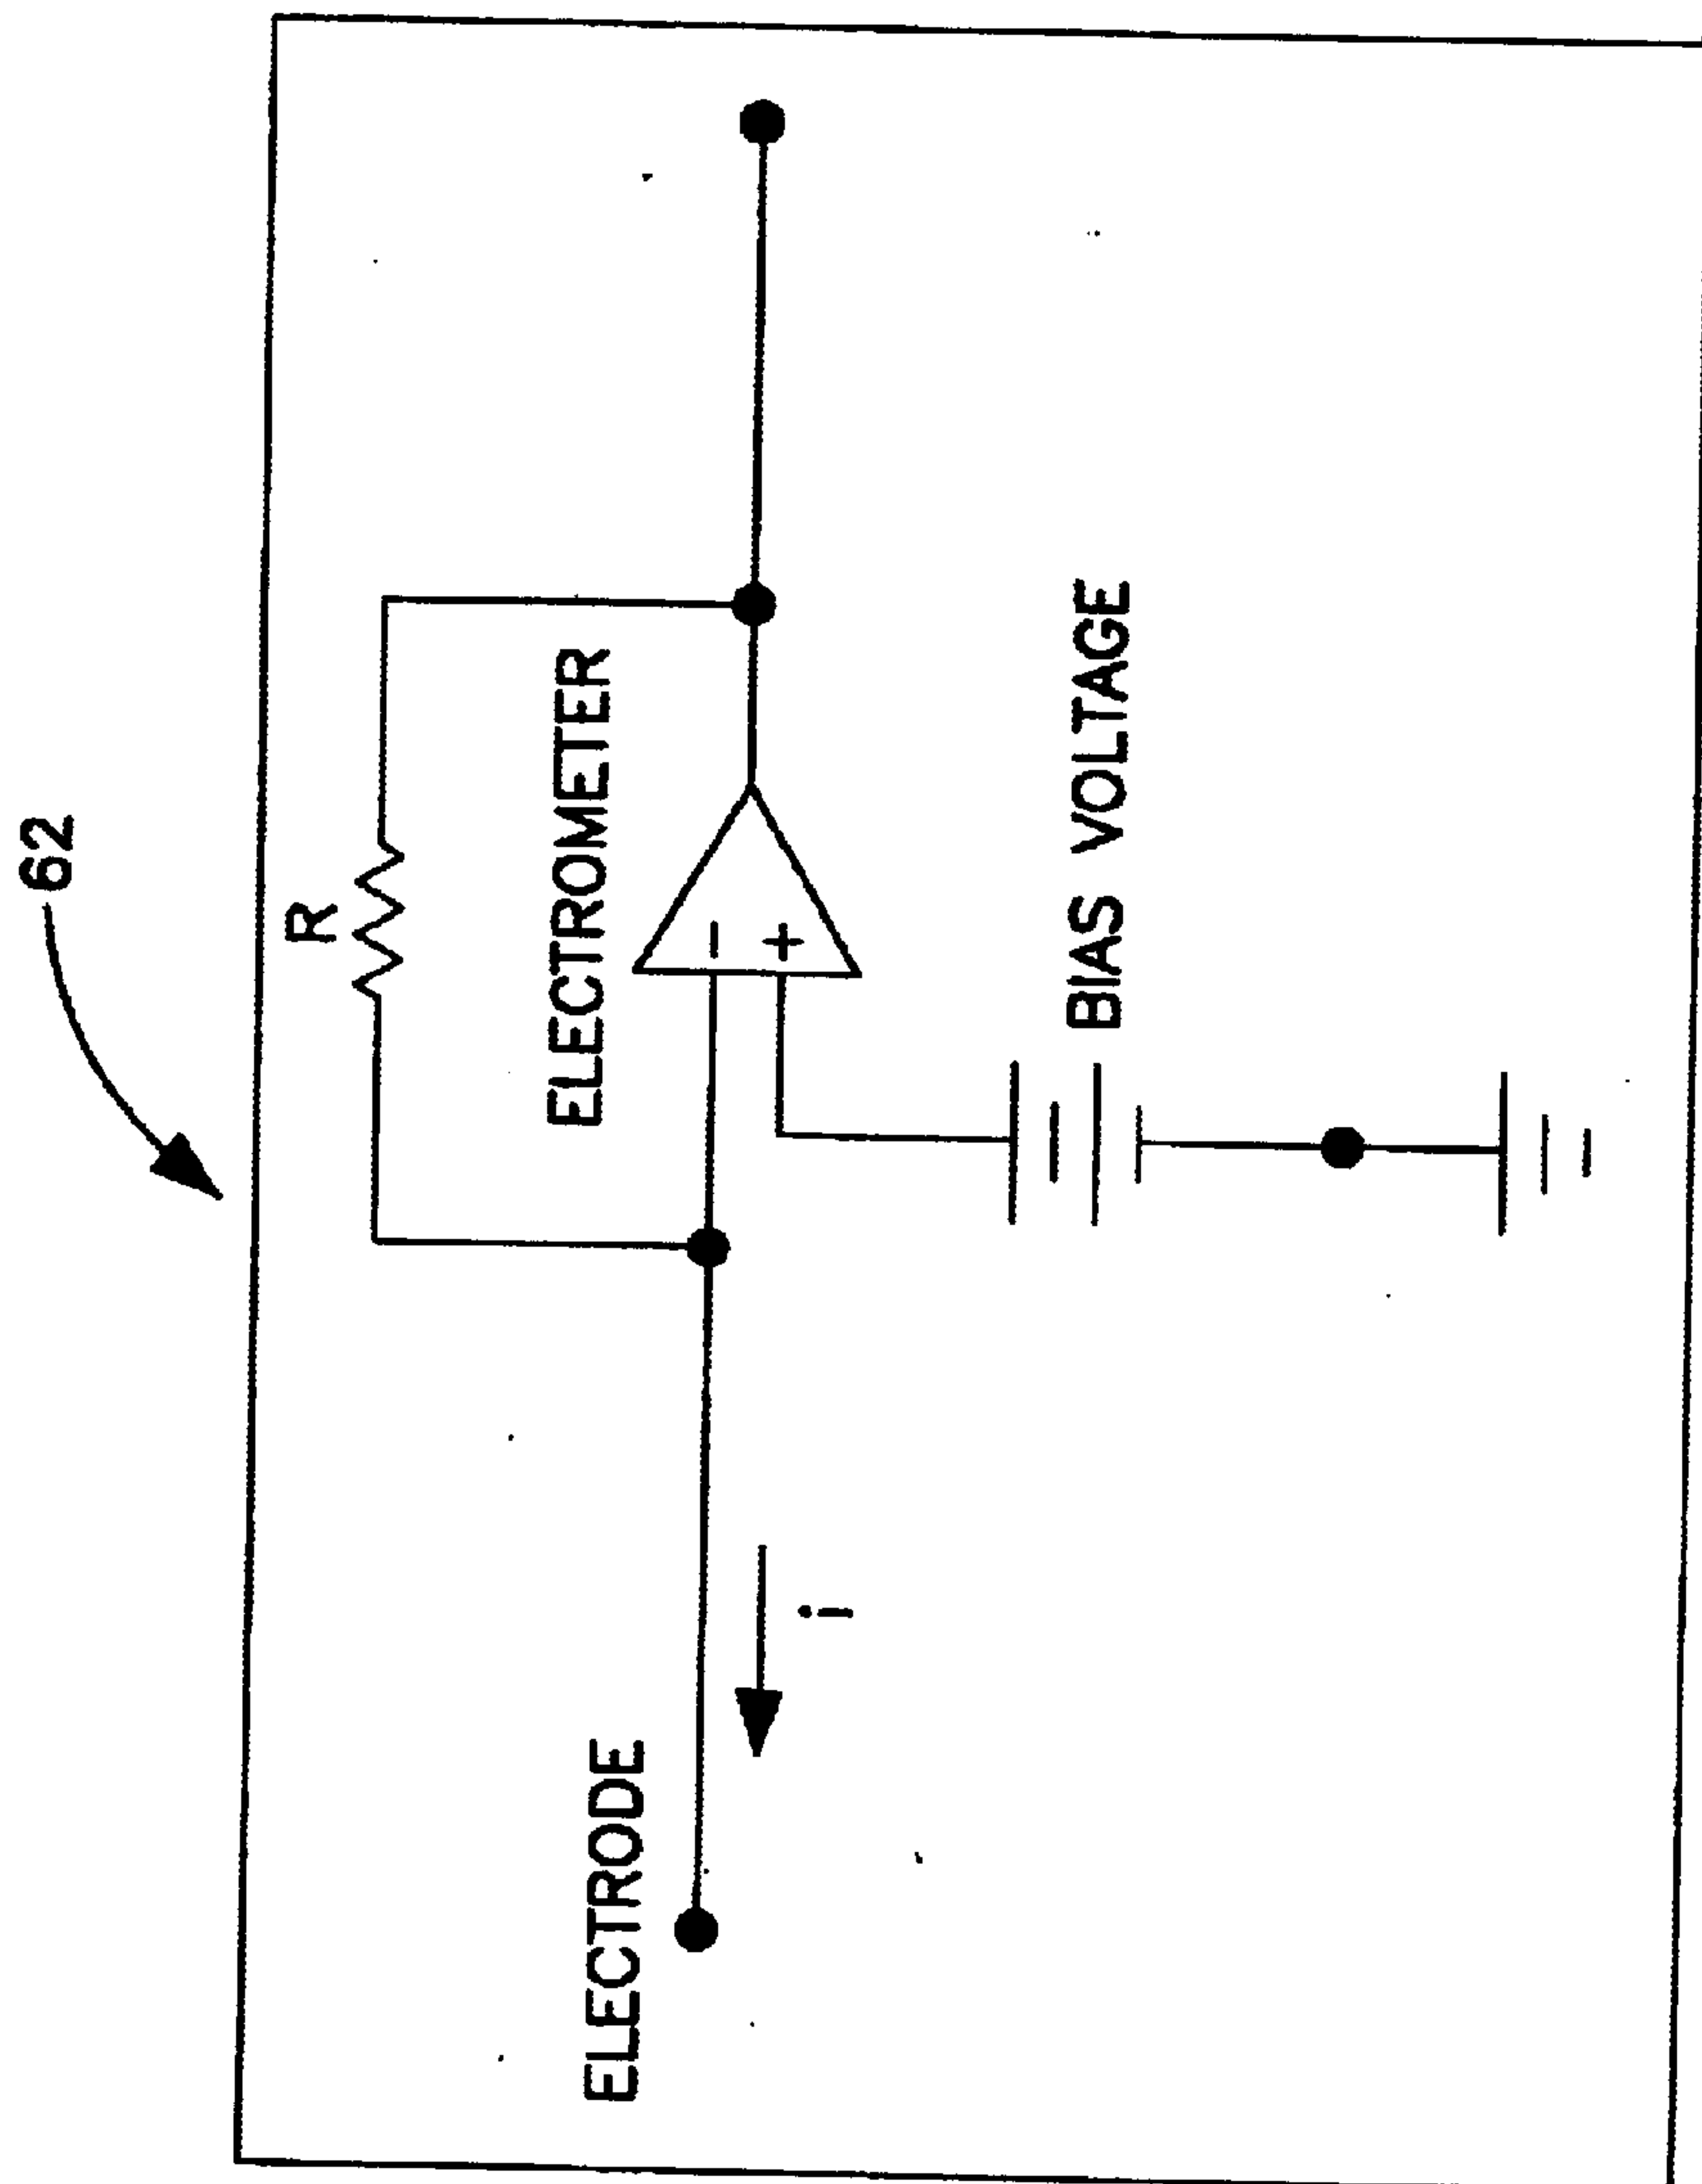 62
R
ELECTROMETER
- 
+
BIAS VOLTAGE
ELECTRODE
i